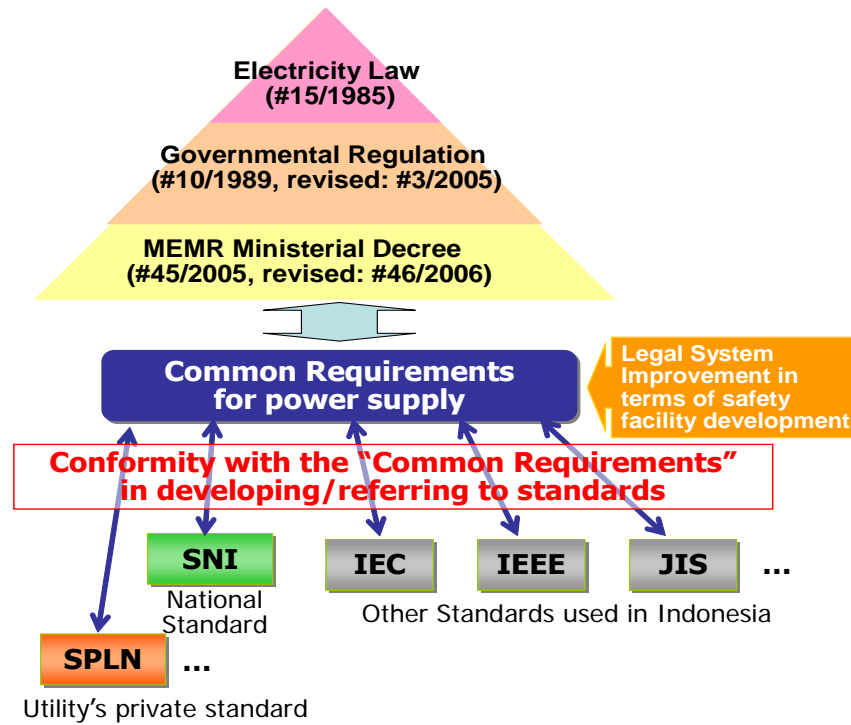 Electricity Law
(#15/1985)
Governmental Regulation
(#10/1989, revised: #3/2005)
MEMR Ministerial Decree
(#45/2005, revised: #46/2006)
Common Requirements
for power supply
Legal System
Improvement in
terms of safety
facility development
Conformity with the “Common Requirements”
in developing/referring to standards
SNI
IEC
IEEE
JIS
...
National
Standard
Other Standards used in Indonesia
SPLN
...
Utility’s private standard